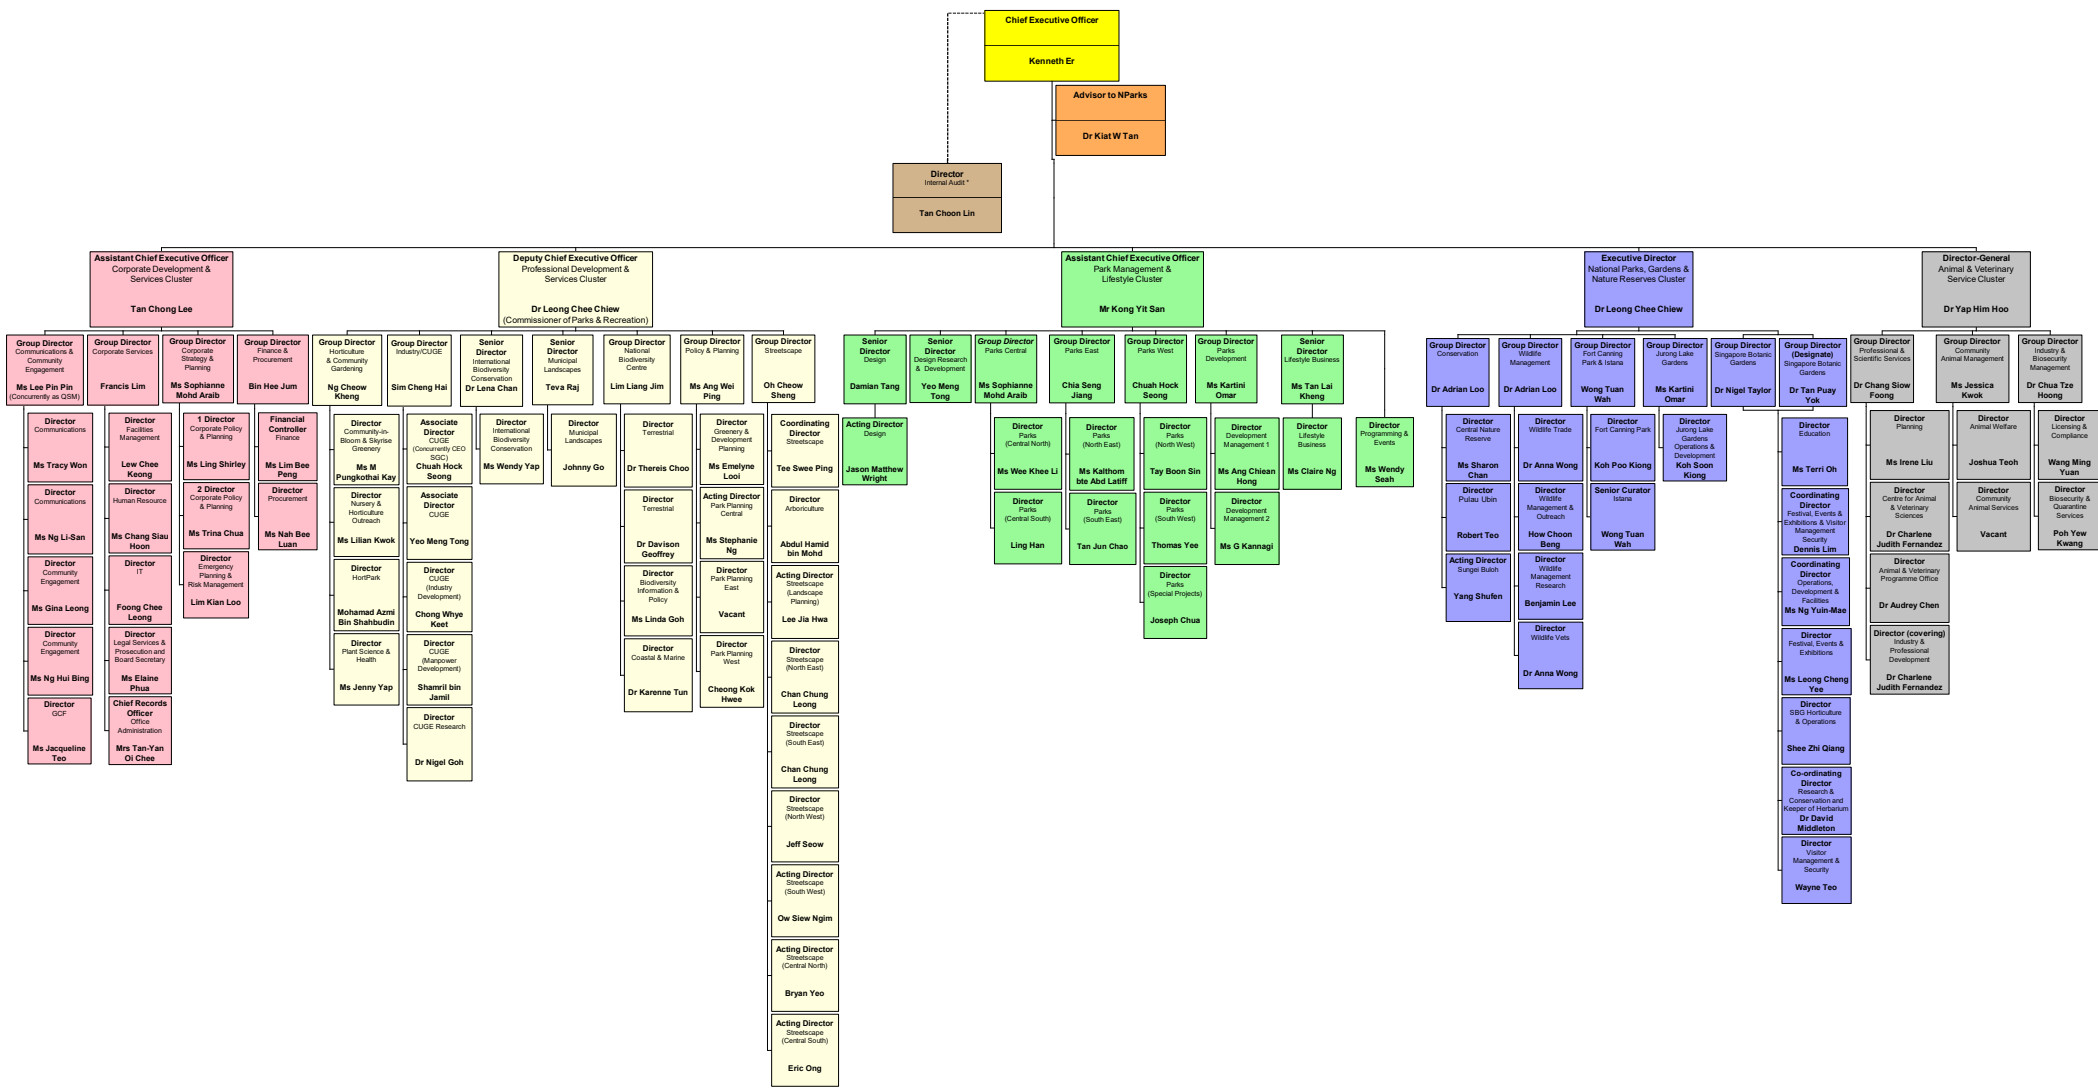 Chief Executive Officer
Kenneth Er
Advisor to NParks
Dr Kiat W Tan
Director
Internal Audit *
Tan Choon Lin
Assistant Chief Executive Officer
Corporate Development &
Services Cluster
Tan Chong Lee
Deputy Chief Executive Officer
Professional Development &
Services Cluster
Dr Leong Chee Chiew
(Commissioner of Parks & Recreation)
Assistant Chief Executive Officer
Park Management &
Lifestyle Cluster
Mr Kong Yit San
Executive Director
National Parks, Gardens &
Nature Reserves Cluster
Dr Leong Chee Chiew
Director-General
Animal & Veterinary
Service Cluster
Dr Yap Him Hoo
Group Director
Communications &
Community
Engagement
Ms Lee Pin Pin
(Concurrently as QSM)
Director
Communications
Ms Tracy Won
Director
Communications
Ms Ng Li-San
Director
Community
Engagement
Ms Gina Leong
Director
Community
Engagement
Ms Ng Hui Bing
Director
GCF
Ms Jacqueline
Teo
Group Director
Corporate Services
Francis Lim
Director
Facilities
Management
Lew Chee
Keong
Director
Human Resource
Ms Chang Siau
Hoon
Director
IT
Foong Chee
Leong
Director
Legal Services &
Prosecution and
Board Secretary
Ms Elaine
Phua
Chief Records
Officer
Office
Administration
Mrs Tan-Yan
Oi Chee
Group Director
Corporate
Strategy &
Planning
Ms Sophianne
Mohd Araib
1 Director
Corporate Policy
& Planning
Ms Ling Shirley
2 Director
Corporate Policy
& Planning
Ms Trina Chua
Director
Emergency
Planning &
Risk Management
Lim Kian Loo
Group Director
Finance &
Procurement
Bin Hee Jum
Financial
Controller
Finance
Ms Lim Bee
Peng
Director
Procurement
Ms Nah Bee
Luan
Group Director
Horticulture
& Community
Gardening
Ng Cheow
Kheng
Director
Community-in-
Bloom & Skyrise
Greenery
Ms M
Pungkothai Kay
Director
Nursery &
Horticulture
Outreach
Ms Lilian Kwok
Director
HortPark
Mohamad Azmi
Bin Shahbudin
Director
Plant Science &
Health
Ms Jenny Yap
Group Director
Industry/CUGE
Sim Cheng Hai
Associate
Director
CUGE
(Concurrently CEO
SGC)
Chuah Hock
Seong
Associate
Director
CUGE
Yeo Meng Tong
Director
CUGE
(Industry
Development)
Chong Whye
Keet
Director
CUGE
(Manpower
Development)
Shamril bin
Jamil
Director
CUGE Research
Dr Nigel Goh
Senior
Director
International
Biodiversity
Conservation
Dr Lena Chan
Director
International
Biodiversity
Conservation
Ms Wendy Yap
Senior
Director
Municipal
Landscapes
Teva Raj
Director
Municipal
Landscapes
Johnny Go
Group Director
National
Biodiversity
Centre
Lim Liang Jim
Director
Terrestrial
Dr Thereis Choo
Director
Terrestrial
Dr Davison
Geoffrey
Director
Biodiversity
Information &
Policy
Ms Linda Goh
Director
Coastal & Marine
Dr Karenne Tun
Group Director
Policy & Planning
Ms Ang Wei
Ping
Director
Greenery &
Development
Planning
Ms Emelyne
Looi
Acting Director
Park Planning
Central
Ms Stephanie
Ng
Director
Park Planning
East
Vacant
Director
Park Planning
West
Cheong Kok
Hwee
Group Director
Streetscape
Oh Cheow
Sheng
Coordinating
Director
Streetscape
Tee Swee Ping
Director
Arboriculture
Abdul Hamid
bin Mohd
Acting Director
Streetscape
(Landscape
Planning)
Lee Jia Hwa
Director
Streetscape
(North East)
Chan Chung
Leong
Director
Streetscape
(South East)
Chan Chung
Leong
Director
Streetscape
(North West)
Jeff Seow
Acting Director
Streetscape
(South West)
Ow Siew Ngim
Acting Director
Streetscape
(Central North)
Bryan Yeo
Acting Director
Streetscape
(Central South)
Eric Ong
Senior
Director
Design
Damian Tang
Acting Director
Design
Jason Matthew
Wright
Senior
Director
Design Research
& Development
Yeo Meng
Tong
Group Director
Parks Central
Ms Sophianne
Mohd Araib
Director
Parks
(Central North)
Ms Wee Khee Li
Director
Parks
(Central South)
Ling Han
Group Director
Parks East
Chia Seng
Jiang
Director
Parks
(North East)
Ms Kalthom
bte Abd Latiff
Director
Parks
(South East)
Tan Jun Chao
Group Director
Parks West
Chuah Hock
Seong
Director
Parks
(North West)
Tay Boon Sin
Director
Parks
(South West)
Thomas Yee
Director
Parks
(Special Projects)
Joseph Chua
Group Director
Parks
Development
Ms Kartini
Omar
Director
Development
Management 1
Ms Ang Chiean
Hong
Director
Development
Management 2
Ms G Kannagi
Senior
Director
Lifestyle Business
Ms Tan Lai
Kheng
Director
Lifestyle
Business
Ms Claire Ng
Director
Programming &
Events
Ms Wendy
Seah
Group Director
Conservation
Dr Adrian Loo
Director
Central Nature
Reserve
Ms Sharon
Chan
Director
Pulau Ubin
Robert Teo
Acting Director
Sungei Buloh
Yang Shufen
Group Director
Wildlife
Management
Dr Adrian Loo
Director
Wildlife Trade
Dr Anna Wong
Director
Wildlife
Management &
Outreach
How Choon
Beng
Director
Wildlife
Management
Research
Benjamin Lee
Director
Wildlife Vets
Dr Anna Wong
Group Director
Fort Canning
Park & Istana
Wong Tuan
Wah
Director
Fort Canning Park
Koh Poo Kiong
Senior Curator
Istana
Wong Tuan
Wah
Group Director
Jurong Lake
Gardens
Ms Kartini
Omar
Director
Jurong Lake
Gardens
Operations &
Development
Koh Soon
Kiong
Group Director
Singapore Botanic
Gardens
Dr Nigel Taylor
Group Director
(Designate)
Singapore Botanic
Gardens
Dr Tan Puay
Yok
Director
Education
Ms Terri Oh
Coordinating
Director
Festival, Events &
Exhibitions & Visitor
Management
Security
Dennis Lim
Coordinating
Director
Operations,
Development &
Facilities
Ms Ng Yuin-Mae
Director
Festival, Events &
Exhibitions
Ms Leong Cheng
Yee
Director
SBG Horticulture
& Operations
Shee Zhi Qiang
Co-ordinating
Director
Research &
Conservation and
Keeper of Herbarium
Dr David
Middleton
Director
Visitor
Management &
Security
Wayne Teo
Group Director
Professional &
Scientific Services
Dr Chang Siow
Foong
Director
Planning
Ms Irene Liu
Director
Centre for Animal
& Veterinary
Sciences
Dr Charlene
Judith Fernandez
Director
Animal & Veterinary
Programme Office
Dr Audrey Chen
Director (covering)
Industry &
Professional
Development
Dr Charlene
Judith Fernandez
Group Director
Community
Animal Management
Ms Jessica
Kwok
Director
Animal Welfare
Joshua Teoh
Director
Community
Animal Services
Vacant
Group Director
Industry &
Biosecurity
Management
Dr Chua Tze
Hoong
Director
Licensing &
Compliance
Wang Ming
Yuan
Director
Biosecurity &
Quarantine
Services
Poh Yew
Kwang